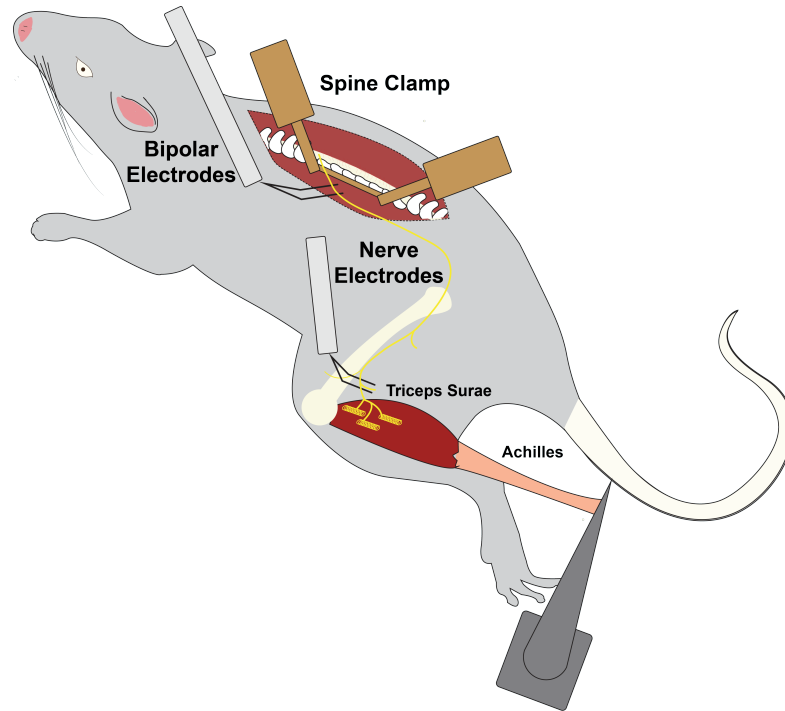 Spine Clamp
Bipolar
Electrodes
Nerve
Electrodes
Triceps Surae
Achilles